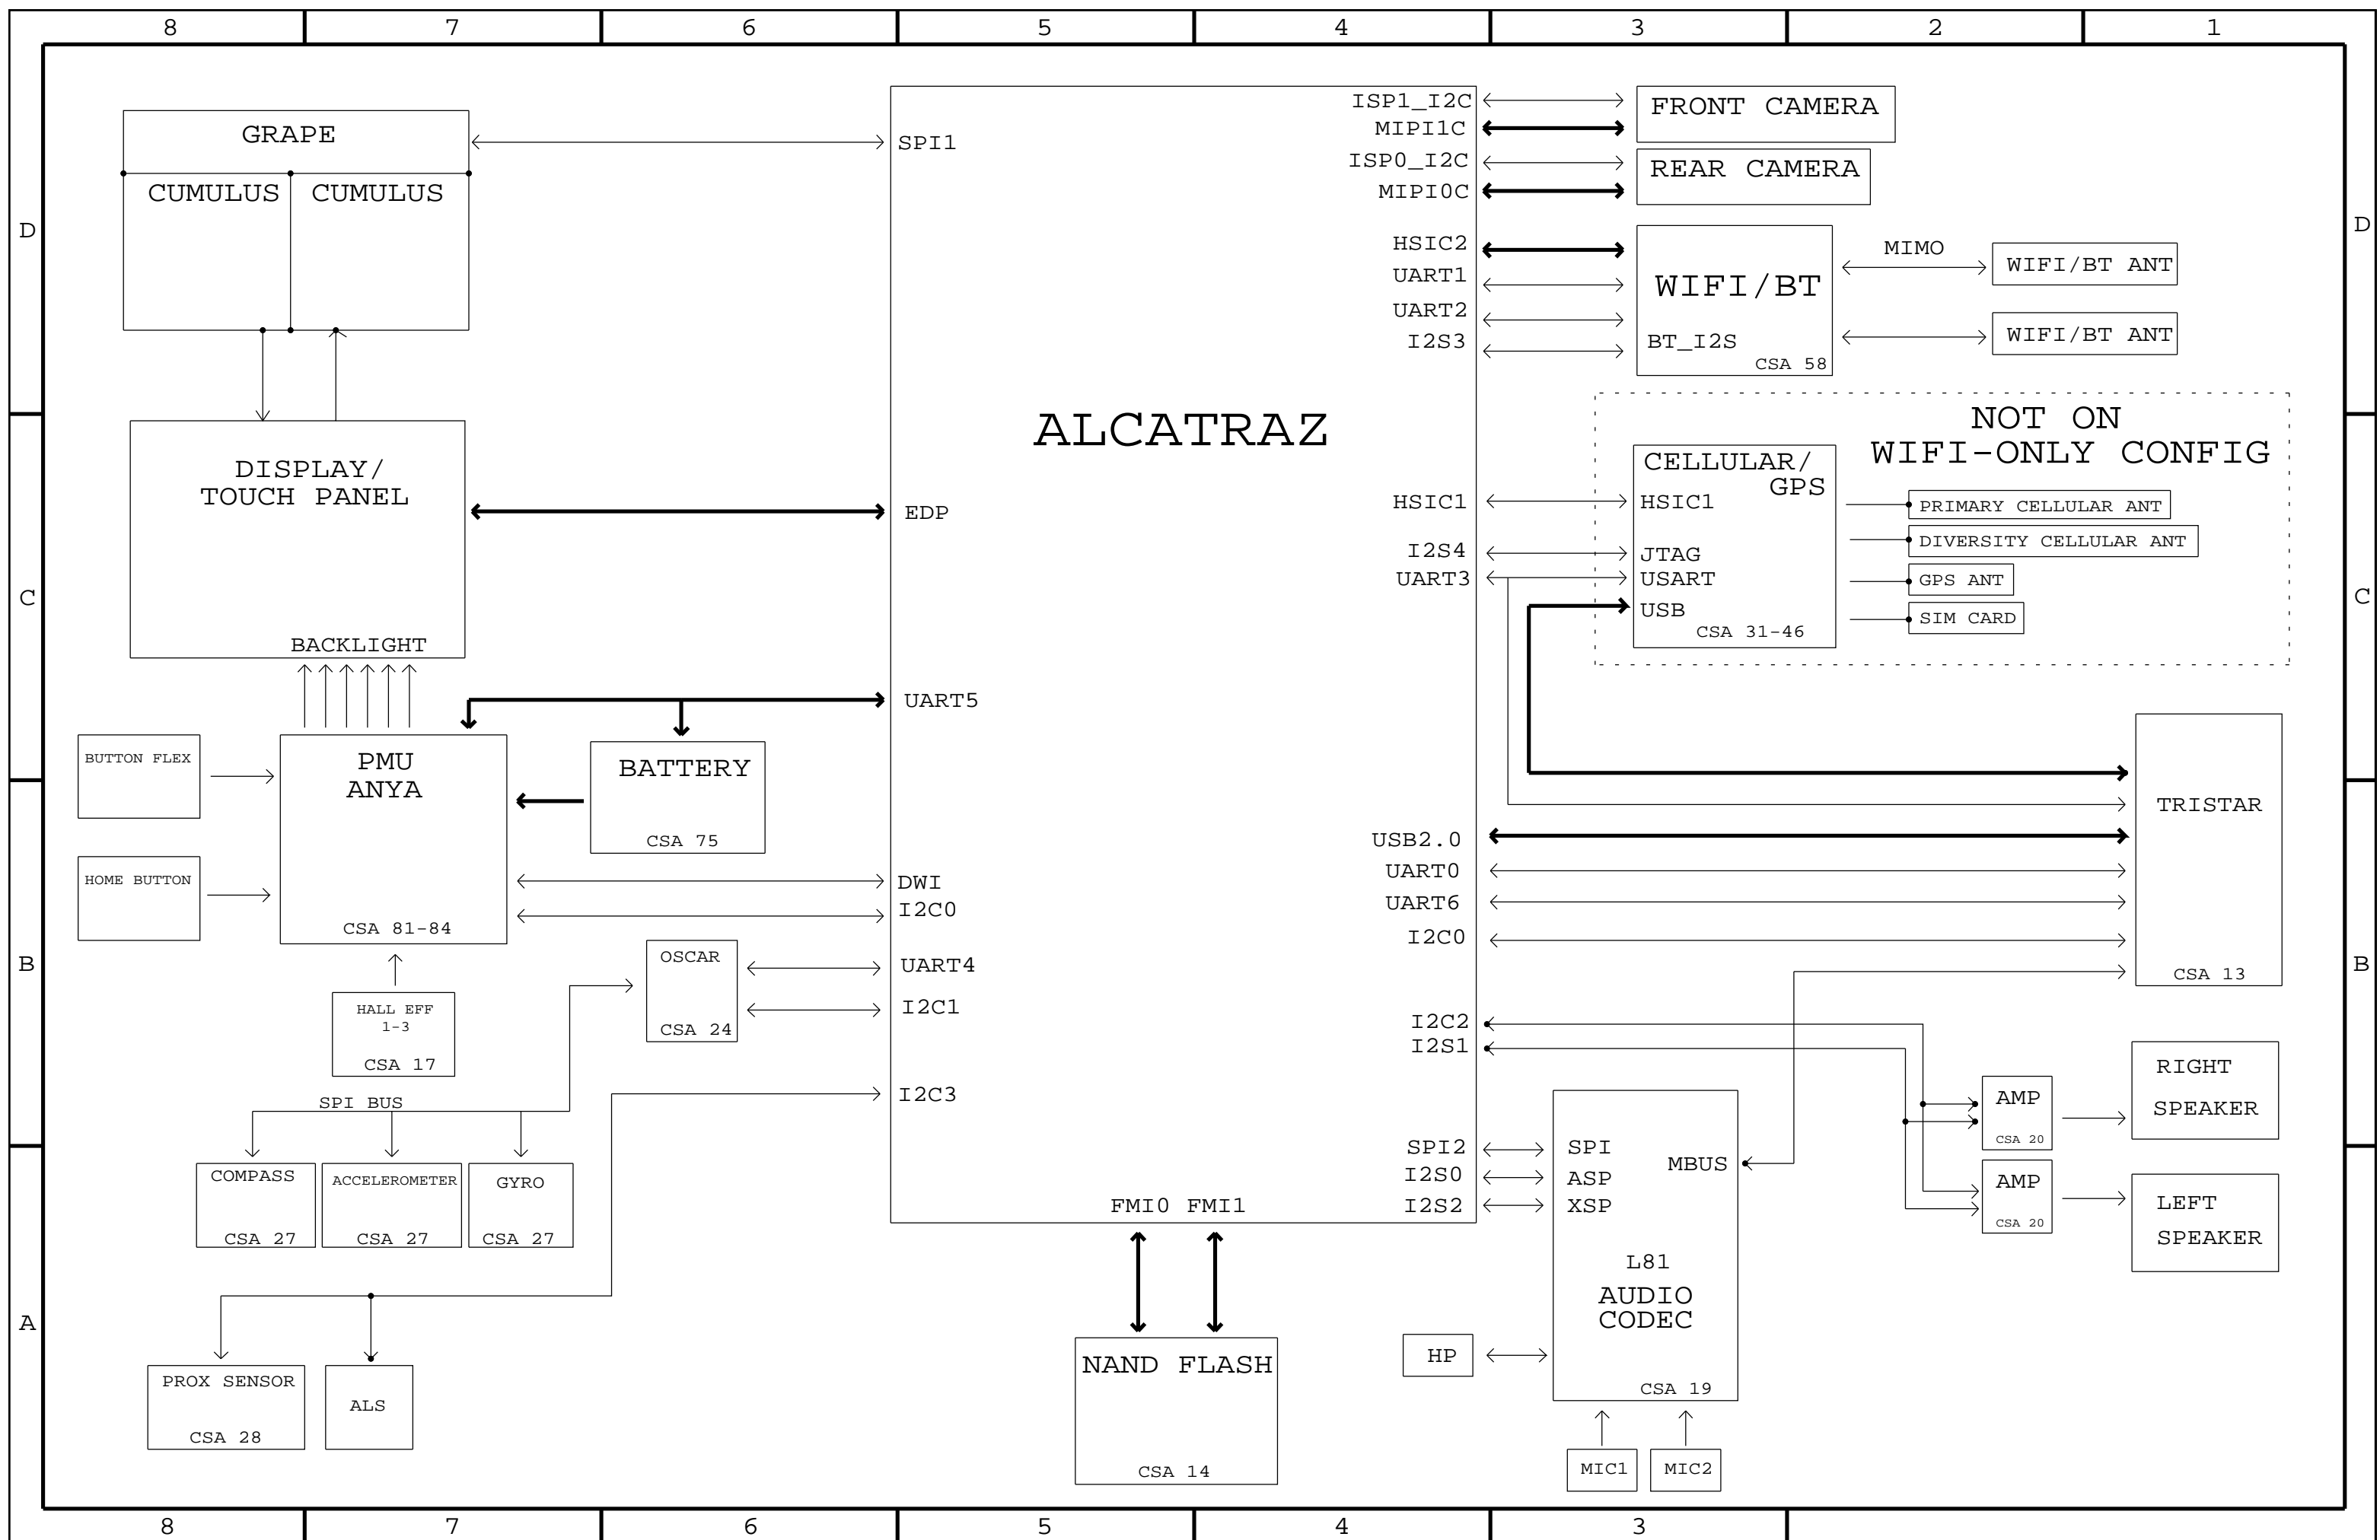 8 7 6 5 4 3 2 1
D
D
C
C
B
B
A
GRAPE
CUMULUS CUMULUS
SPI1
DISPLAY/
TOUCH PANEL
BACKLIGHT
EDP
UART5
BUTTON FLEX
HOME BUTTON
PMU
ANYA
CSA 81-84
BATTERY
CSA 75
DWI
I2C0
OSCAR
CSA 24
UART4
I2C1
HALL EFF
1-3
CSA 17
I2C3
SPI BUS
COMPASS
CSA 27
ACCELEROMETER
CSA 27
GYRO
CSA 27
PROX SENSOR
CSA 28
ALS
ALCATRAZ
FMI0 FMI1
NAND FLASH
CSA 14
ISP1_I2C
MIPI1C
ISP0_I2C
MIPI0C
FRONT CAMERA
REAR CAMERA
HSIC2
UART1
UART2
I2S3
WIFI/BT
BT_I2S
CSA 58
MIMO
WIFI/BT ANT
WIFI/BT ANT
NOT ON
WIFI-ONLY CONFIG
HSIC1
I2S4
UART3
CELLULAR/
GPS
HSIC1
JTAG
USART
USB
CSA 31-46
PRIMARY CELLULAR ANT
DIVERSITY CELLULAR ANT
GPS ANT
SIM CARD
USB2.0
UART0
UART6
I2C0
TRISTAR
CSA 13
I2C2
I2S1
AMP
CSA 20
RIGHT
SPEAKER
AMP
CSA 20
LEFT
SPEAKER
SPI2
I2S0
I2S2
SPI
ASP
XSP
MBUS
L81
AUDIO
CODEC
CSA 19
HP
MIC1
MIC2
8 7 6 5 4 3